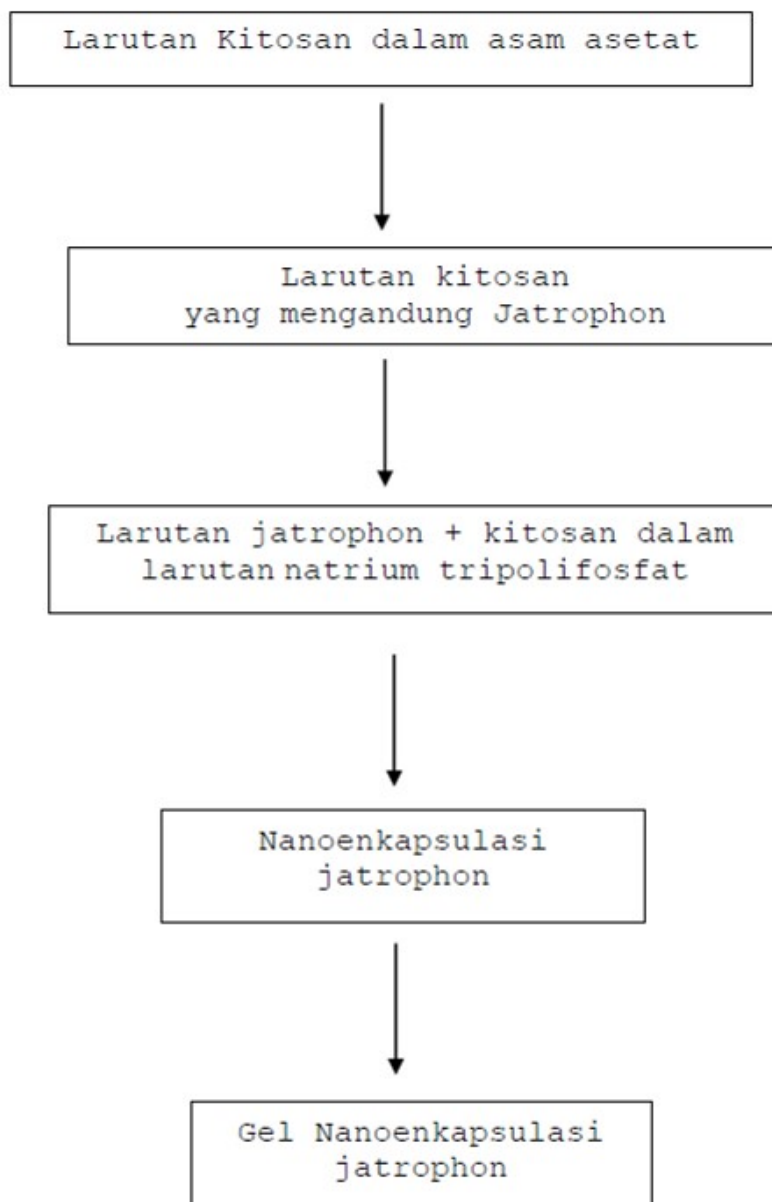 Larutan Kitosan dalam asam asetat
Larutan kitosan
yang mengandung Jatrophon
Larutan jatrophon + kitosan dalam
larutan natrium tripolifosfat
Nanoenkapsulasi
jatrophon
Gel Nanoenkapsulasi
jatrophon